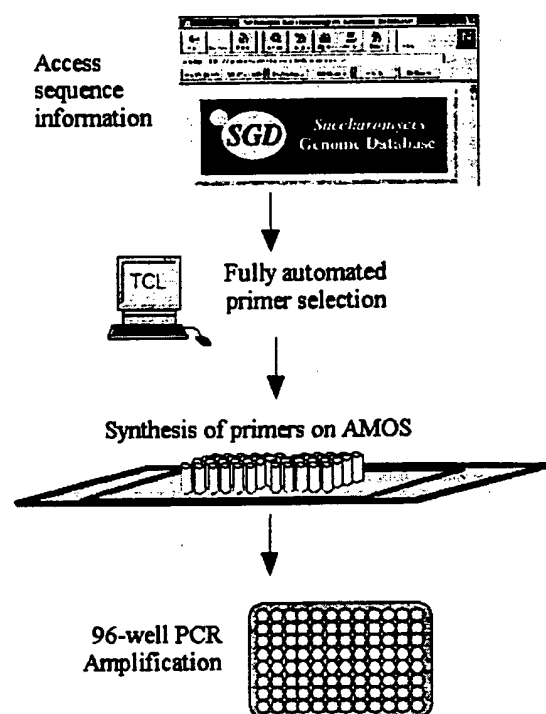 Access
sequence
information
SGD
Saccharomyces
Genome Database
TCL
Fully automated
primer selection
Synthesis of primers on AMOS
96-well PCR
Amplification